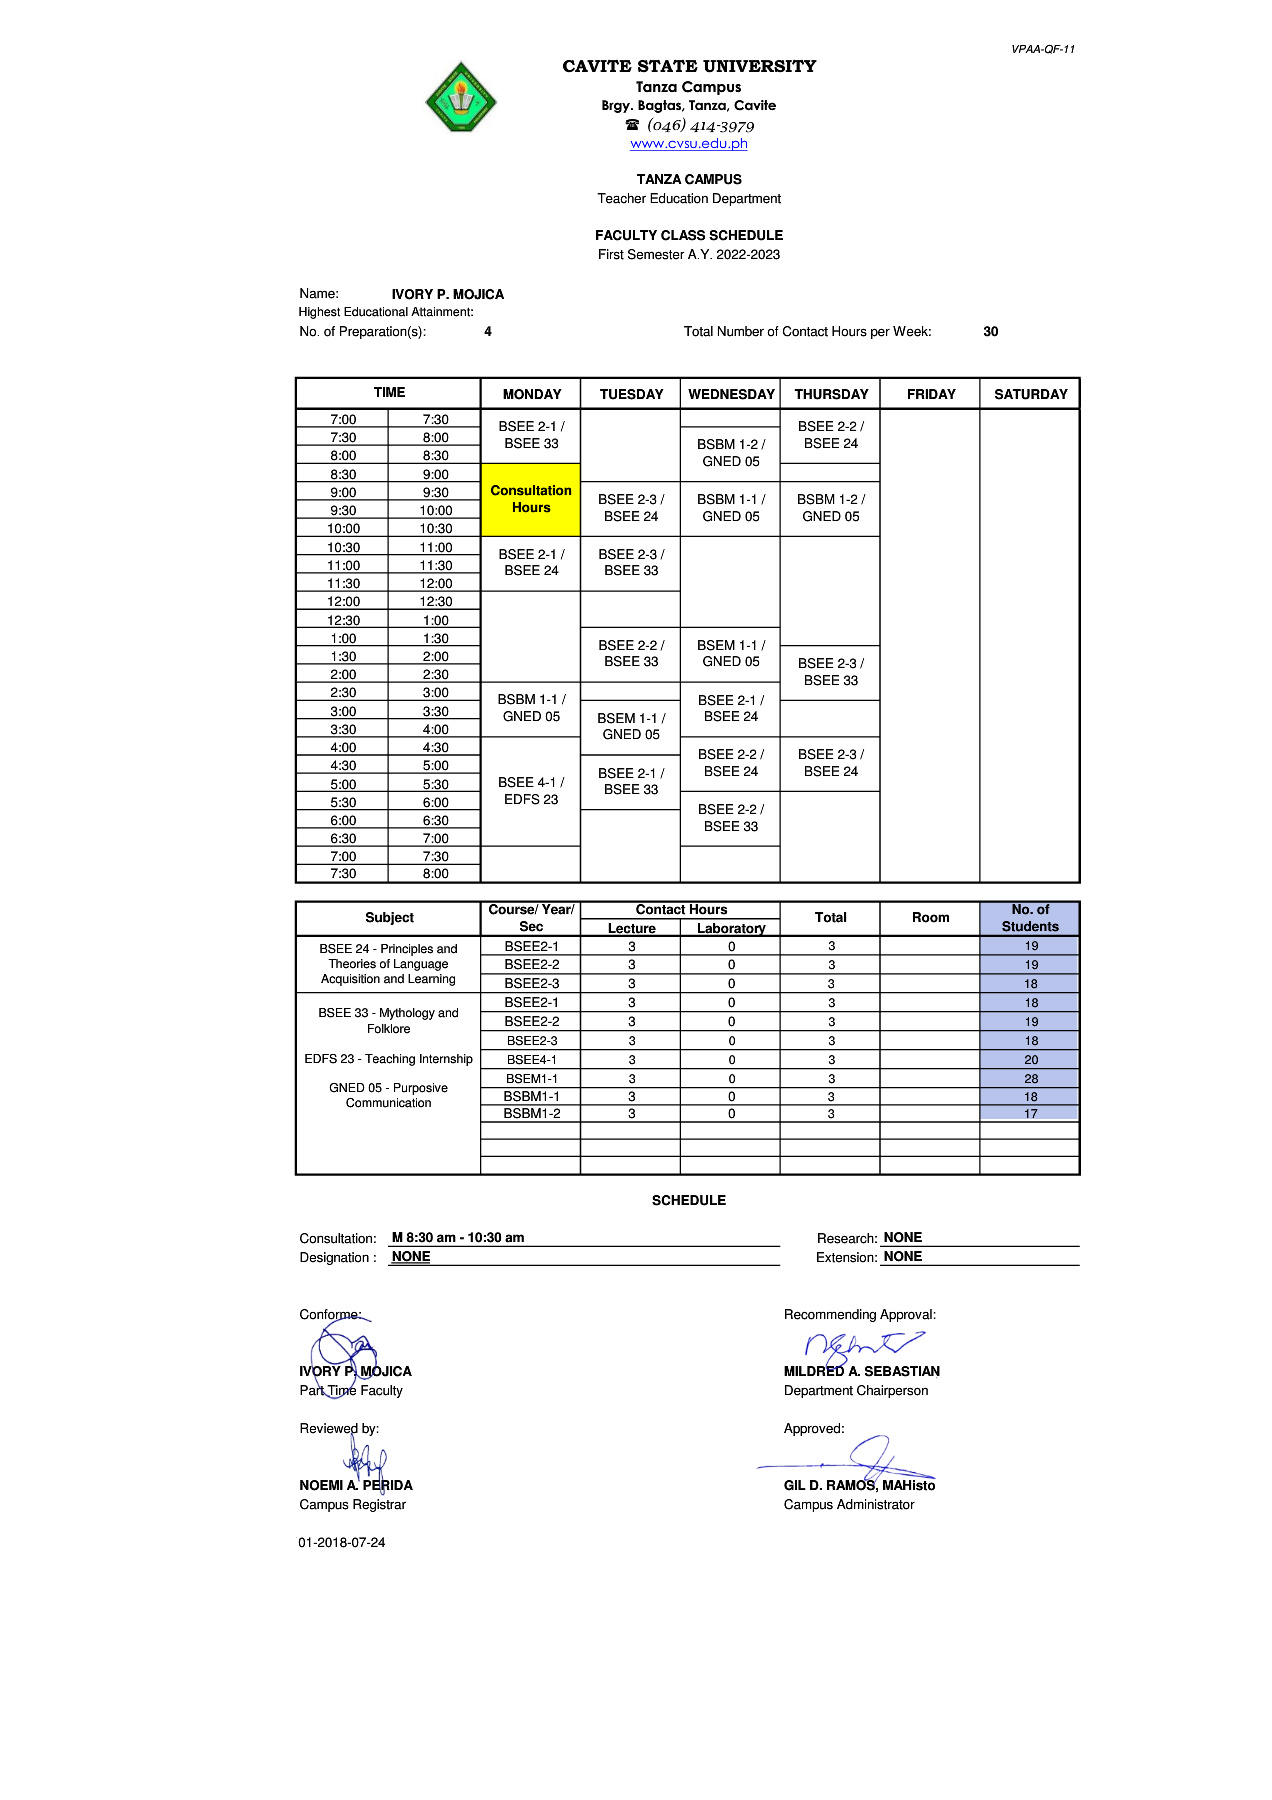 VPAA-QF-11
CAVITE STATE UNIVERSITY
Tanza Campus
Brgy. Bagtas, Tanza, Cavite
☎ (046) 414-3979
www.cvsu.edu.ph
TANZA CAMPUS
Teacher Education Department
FACULTY CLASS SCHEDULE
First Semester A.Y. 2022-2023
Name: IVORY P. MOJICA
Highest Educational Attainment:
No. of Preparation(s): 4 Total Number of Contact Hours per Week: 30
TIME MONDAY TUESDAY WEDNESDAY THURSDAY FRIDAY SATURDAY
7:00 7:30
7:30 8:00
8:00 8:30
8:30 9:00
9:00 9:30
9:30 10:00
10:00 10:30
10:30 11:00
11:00 11:30
11:30 12:00
12:00 12:30
12:30 1:00
1:00 1:30
1:30 2:00
2:00 2:30
2:30 3:00
3:00 3:30
3:30 4:00
4:00 4:30
4:30 5:00
5:00 5:30
5:30 6:00
6:00 6:30
6:30 7:00
7:00 7:30
7:30 8:00
BSEE 2-1 /
BSEE 33
Consultation
Hours
BSEE 2-1 /
BSEE 24
BSBM 1-1 /
GNED 05
BSEE 4-1 /
EDFS 23
BSEE 2-3 /
BSEE 24
BSEE 2-3 /
BSEE 33
BSEE 2-2 /
BSEE 33
BSEM 1-1 /
GNED 05
BSEE 2-1 /
BSEE 33
BSBM 1-2 /
GNED 05
BSBM 1-1 /
GNED 05
BSEM 1-1 /
GNED 05
BSEE 2-1 /
BSEE 24
BSEE 2-2 /
BSEE 24
BSEE 2-2 /
BSEE 33
BSEE 2-2 /
BSEE 24
BSBM 1-2 /
GNED 05
BSEE 2-3 /
BSEE 33
BSEE 2-3 /
BSEE 24
Subject
Course/ Year/
Sec
Contact Hours
Lecture Laboratory
Total
Room
No. of
Students
BSEE 24 - Principles and
Theories of Language
Acquisition and Learning
BSEE 33 - Mythology and
Folklore
EDFS 23 - Teaching Internship
GNED 05 - Purposive
Communication
BSEE2-1 3 0 3 19
BSEE2-2 3 0 3 19
BSEE2-3 3 0 3 18
BSEE2-1 3 0 3 18
BSEE2-2 3 0 3 19
BSEE2-3 3 0 3 18
BSEE4-1 3 0 3 20
BSEM1-1 3 0 3 28
BSBM1-1 3 0 3 18
BSBM1-2 3 0 3 17
SCHEDULE
Consultation: M 8:30 am - 10:30 am Research: NONE
Designation : NONE Extension: NONE
Conforme: Recommending Approval:
IVORY P. MOJICA MILDRED A. SEBASTIAN
Part Time Faculty Department Chairperson
Reviewed by: Approved:
NOEMI A. PERIDA GIL D. RAMOS, MAHisto
Campus Registrar Campus Administrator
01-2018-07-24